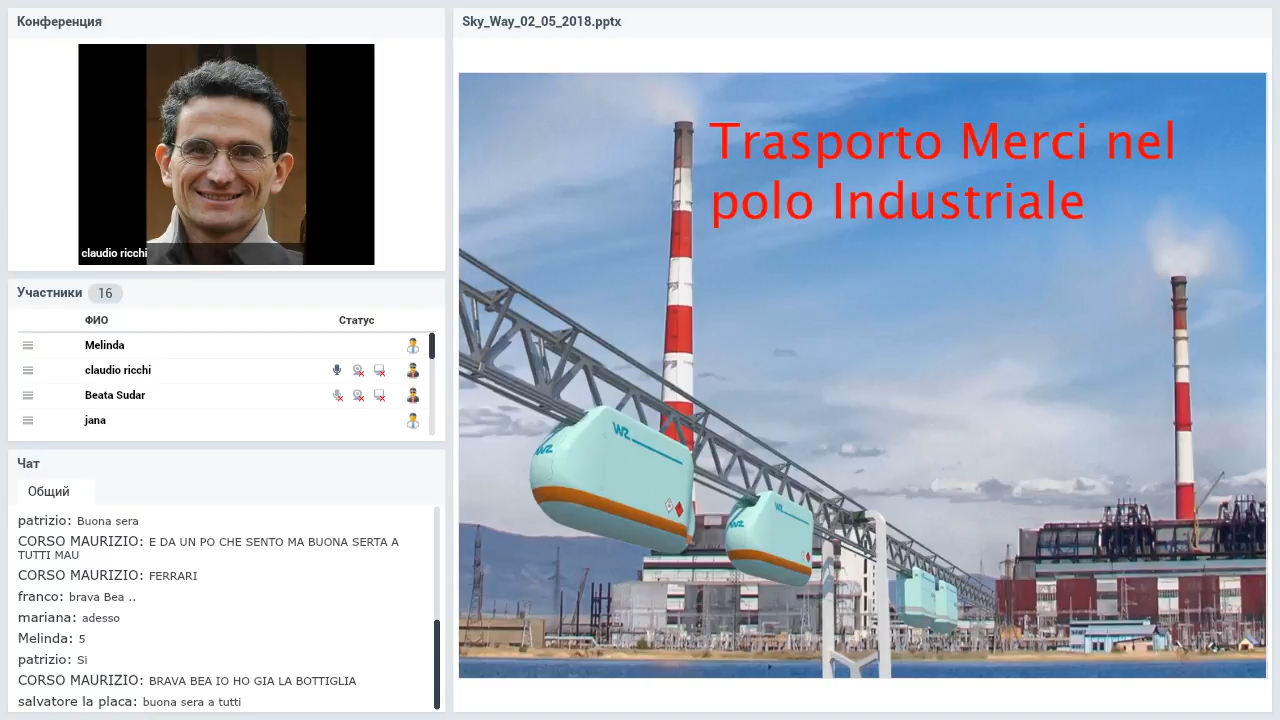 Конференция
claudio ricchi
Участники 16
ФИО Статус
Melinda
claudio ricchi
Beata Sudar
jana
Чат
Общий
patrizio: Buona sera
CORSO MAURIZIO: E DA UN PO CHE SENTO MA BUONA SERTA A
TUTTI MAU
CORSO MAURIZIO: FERRARI
franco: brava Bea ..
mariana: adesso
Melinda: 5
patrizio: Si
CORSO MAURIZIO: BRAVA BEA IO HO GIA LA BOTTIGLIA
salvatore la placa: buona sera a tutti
Sky_Way_02_05_2018.pptx
Trasporto Merci nel
polo Industriale